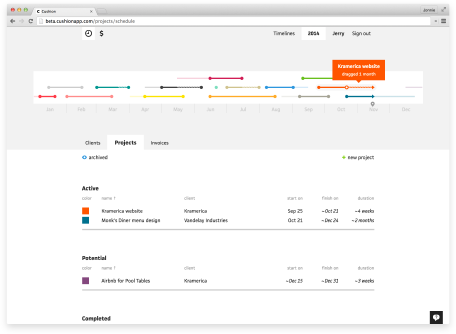 Cushion
Jonnie
beta.cushionapp.com/projects/schedule
$ Timelines 2014 Jerry Sign out
Kramerica website
dragged 1 month
Jan Feb Mar Apr May Jun Jul Aug Sep Oct Nov Dec
Clients Projects Invoices
archived + new project
Active
color name ↑ client start on finish on duration
Kramerica website Kramerica Sep 25 ~Oct 21 ~4 weeks
Monk's Diner menu design Vandelay Industries Oct 21 ~Dec 24 ~2 months
Potential
color name ↑ client start on finish on duration
Airbnb for Pool Tables Kramerica ~Dec 15 ~Dec 31 ~3 weeks
Completed